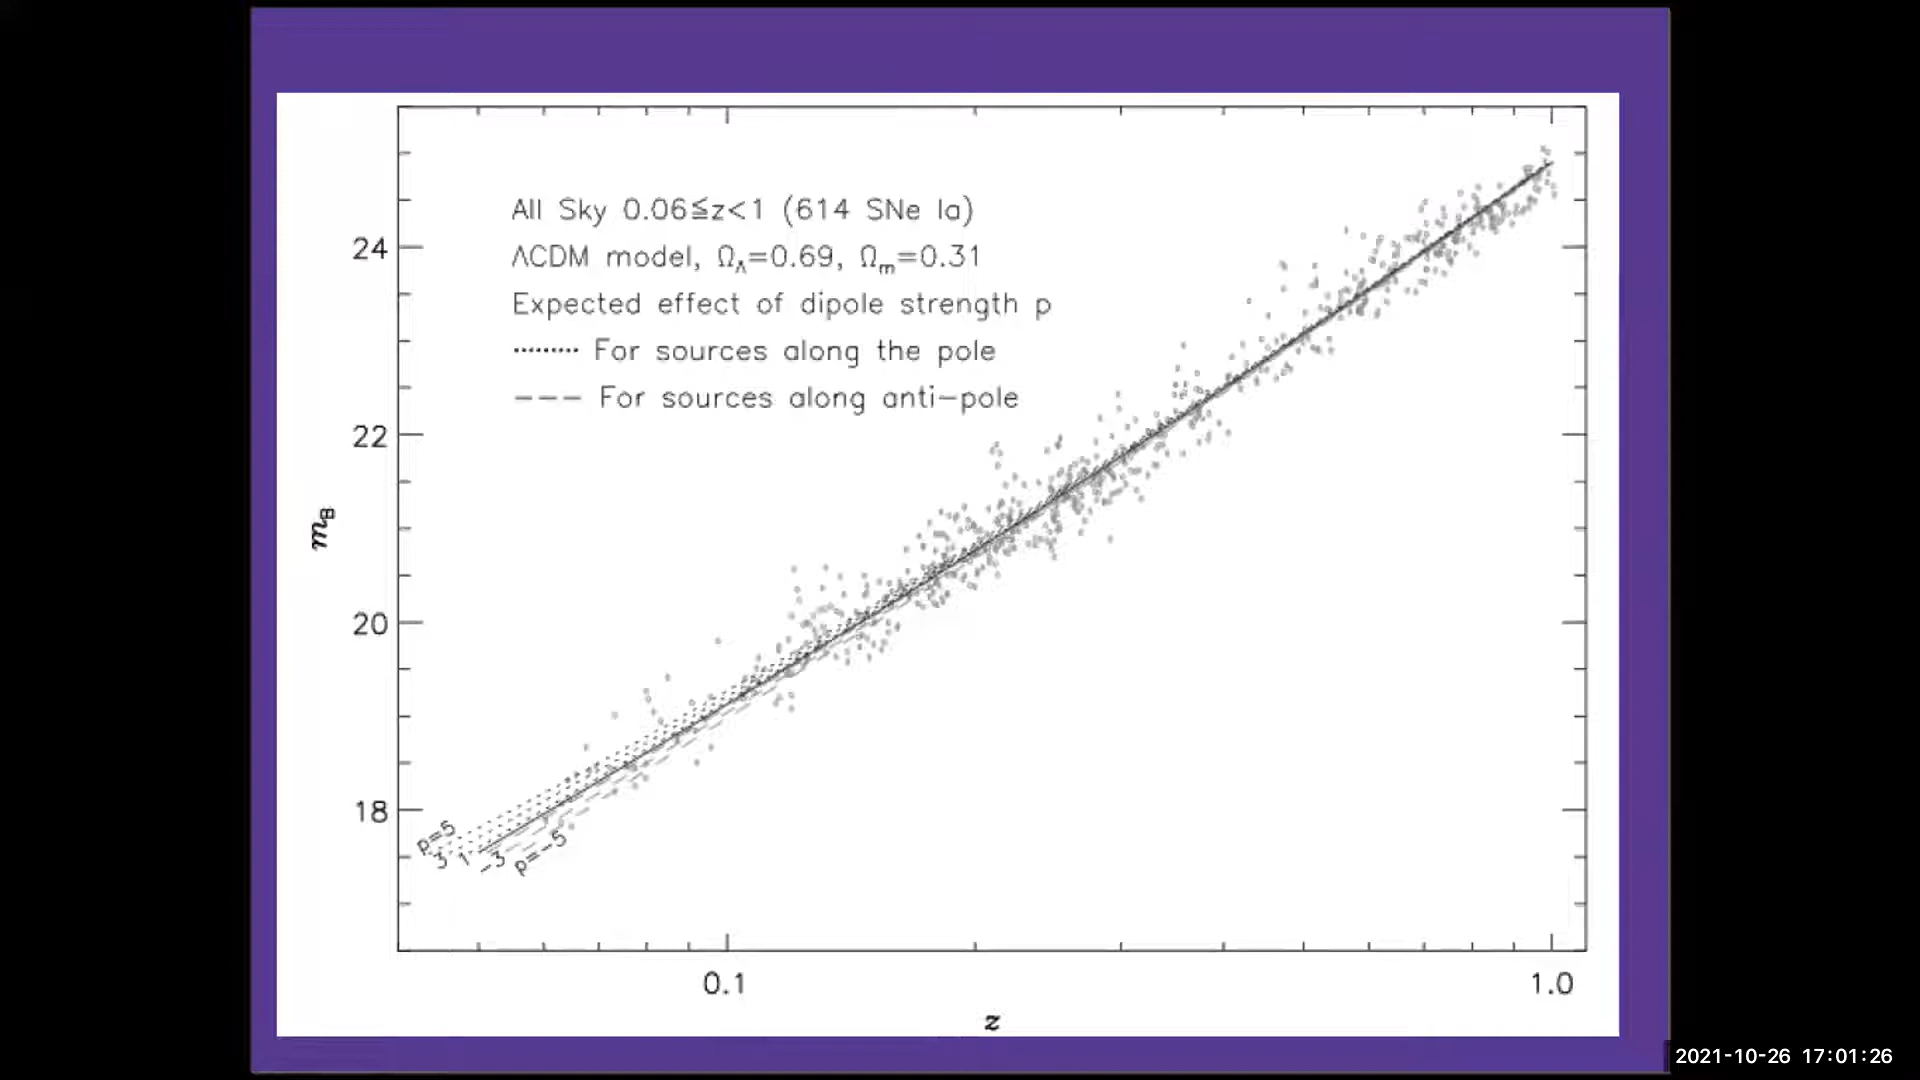 All Sky 0.06≦z<1 (614 SNe Ia)
ΛCDM model, Ω_Λ=0.69, Ω_m=0.31
Expected effect of dipole strength p
For sources along the pole
For sources along anti-pole
24
22
20
18
m_B
p=5
3
1
-3
p=-5
0.1
1.0
z
2021-10-26 17:01:26